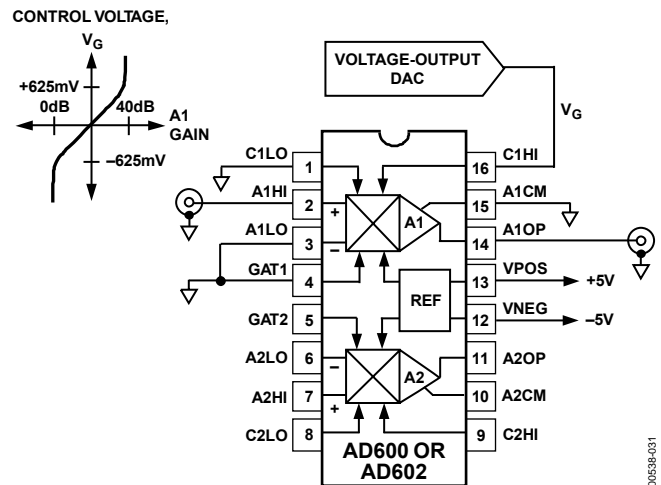 CONTROL VOLTAGE,
VG
+625mV
0dB
40dB
A1
GAIN
–625mV
VOLTAGE-OUTPUT
DAC
VG
C1LO
1
16
C1HI
A1HI
2
+
A1
15
A1CM
A1LO
3
–
14
A1OP
GAT1
4
REF
13
VPOS
+5V
GAT2
5
12
VNEG
–5V
A2LO
6
–
A2
11
A2OP
A2HI
7
+
10
A2CM
C2LO
8
9
C2HI
AD600 OR
AD602
00538-031